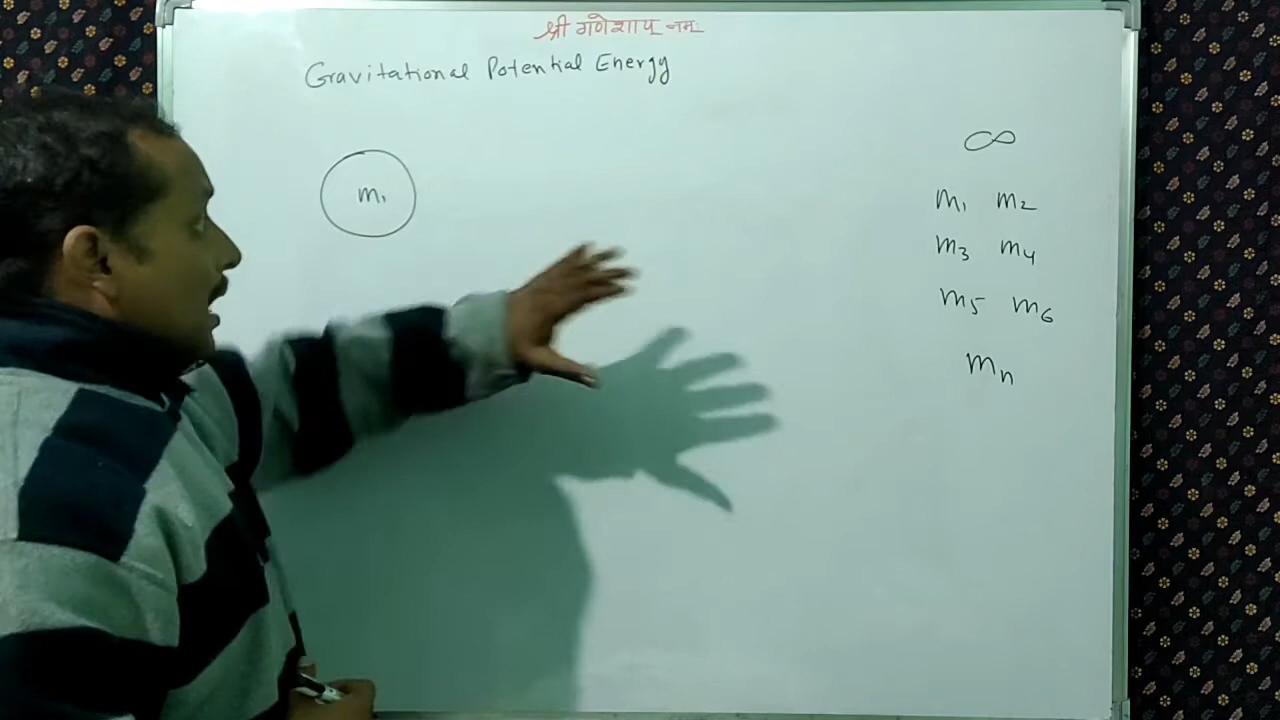 श्री गणेशाय नमः
Gravitational Potential Energy
∞
m₁
m₁ m₂
m₃ m₄
m₅ m₆
mₙ